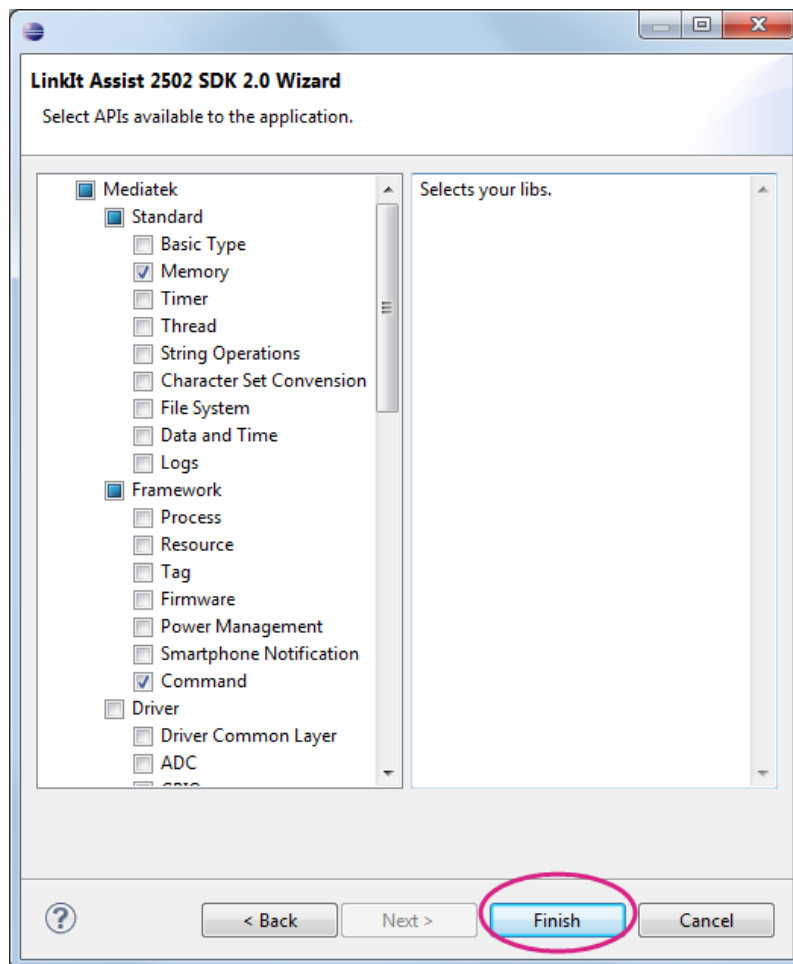 LinkIt Assist 2502 SDK 2.0 Wizard
Select APIs available to the application.
Mediatek
Standard
Basic Type
Memory
Timer
Thread
String Operations
Character Set Convension
File System
Data and Time
Logs
Framework
Process
Resource
Tag
Firmware
Power Management
Smartphone Notification
Command
Driver
Driver Common Layer
ADC
Selects your libs.
< Back
Next >
Finish
Cancel